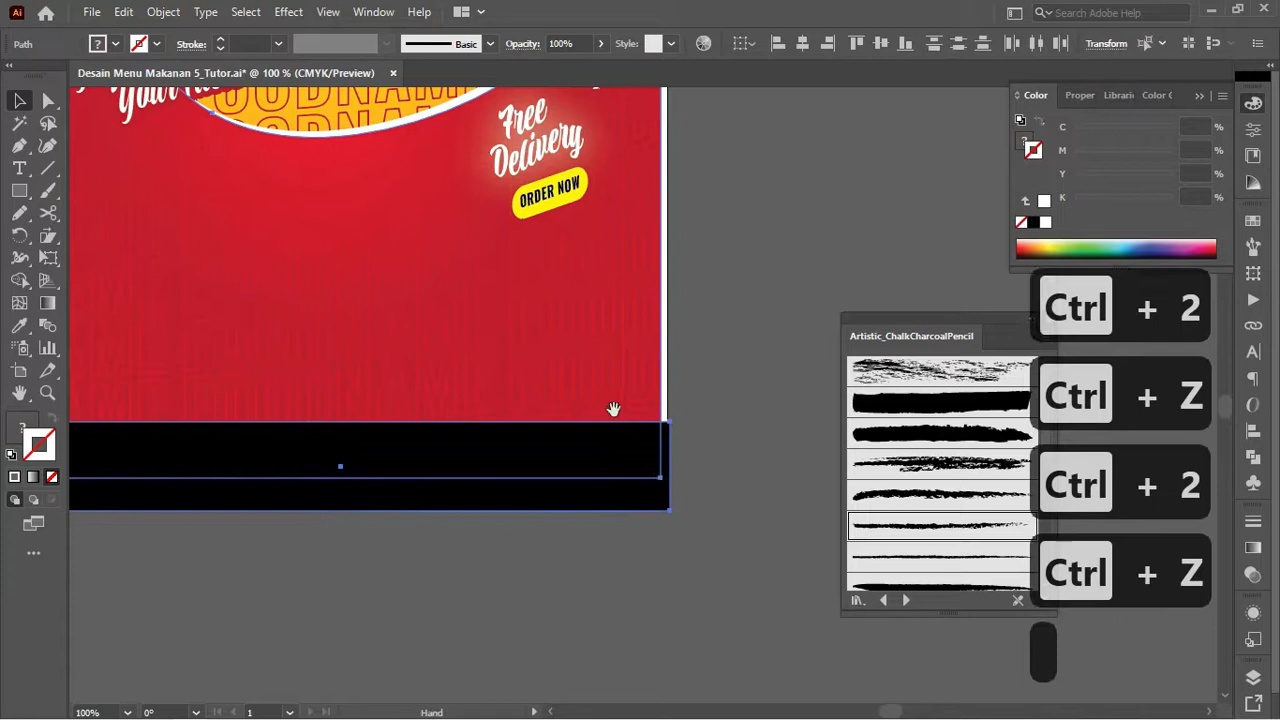 Ai File Edit Object Type Select Effect View Window Help Search Adobe Help
Path ? Stroke: Basic Opacity: 100% Style: Transform
Desain Menu Makanan 5_Tutor.ai* @ 100 % (CMYK/Preview) ×
Color Proper Librari Color C
C %
M %
Y %
K %
?
Free
Delivery
ORDER NOW
Ctrl + 2
Artistic_ChalkCharcoalPencil
Ctrl + Z
Ctrl + 2
Ctrl + Z
?
100% 0° 1 Hand